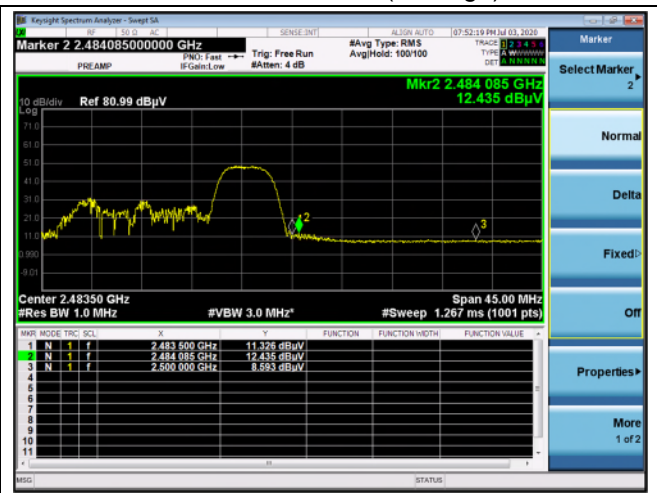 Keysight Spectrum Analyzer - Swept SA
RF 50 Ω AC SENSE:INT ALIGN AUTO 07:52:19 PM Jul 03, 2020
Marker 2 2.484085000000 GHz
PREAMP
PNO: Fast
IFGain:Low
Trig: Free Run
#Atten: 4 dB
#Avg Type: RMS
Avg|Hold: 100/100
TRACE 1 2 3 4 5 6
TYPE A WWWWW
DET A N N N N N
Mkr2 2.484 085 GHz
12.435 dBµV
10 dB/div Ref 80.99 dBµV
Log
71.0
61.0
51.0
41.0
31.0
21.0
11.0
0.990
-9.01
2
3
Center 2.48350 GHz Span 45.00 MHz
#Res BW 1.0 MHz #VBW 3.0 MHz* #Sweep 1.267 ms (1001 pts)
MKR MODE TRC SCL X Y FUNCTION FUNCTION WIDTH FUNCTION VALUE
1 N 1 f 2.483 500 GHz 11.326 dBµV
2 N 1 f 2.484 085 GHz 12.435 dBµV
3 N 1 f 2.500 000 GHz 8.593 dBµV
4
5
6
7
8
9
10
11
MSG STATUS
Marker
Select Marker
2
Normal
Delta
Fixed
Off
Properties
More
1 of 2